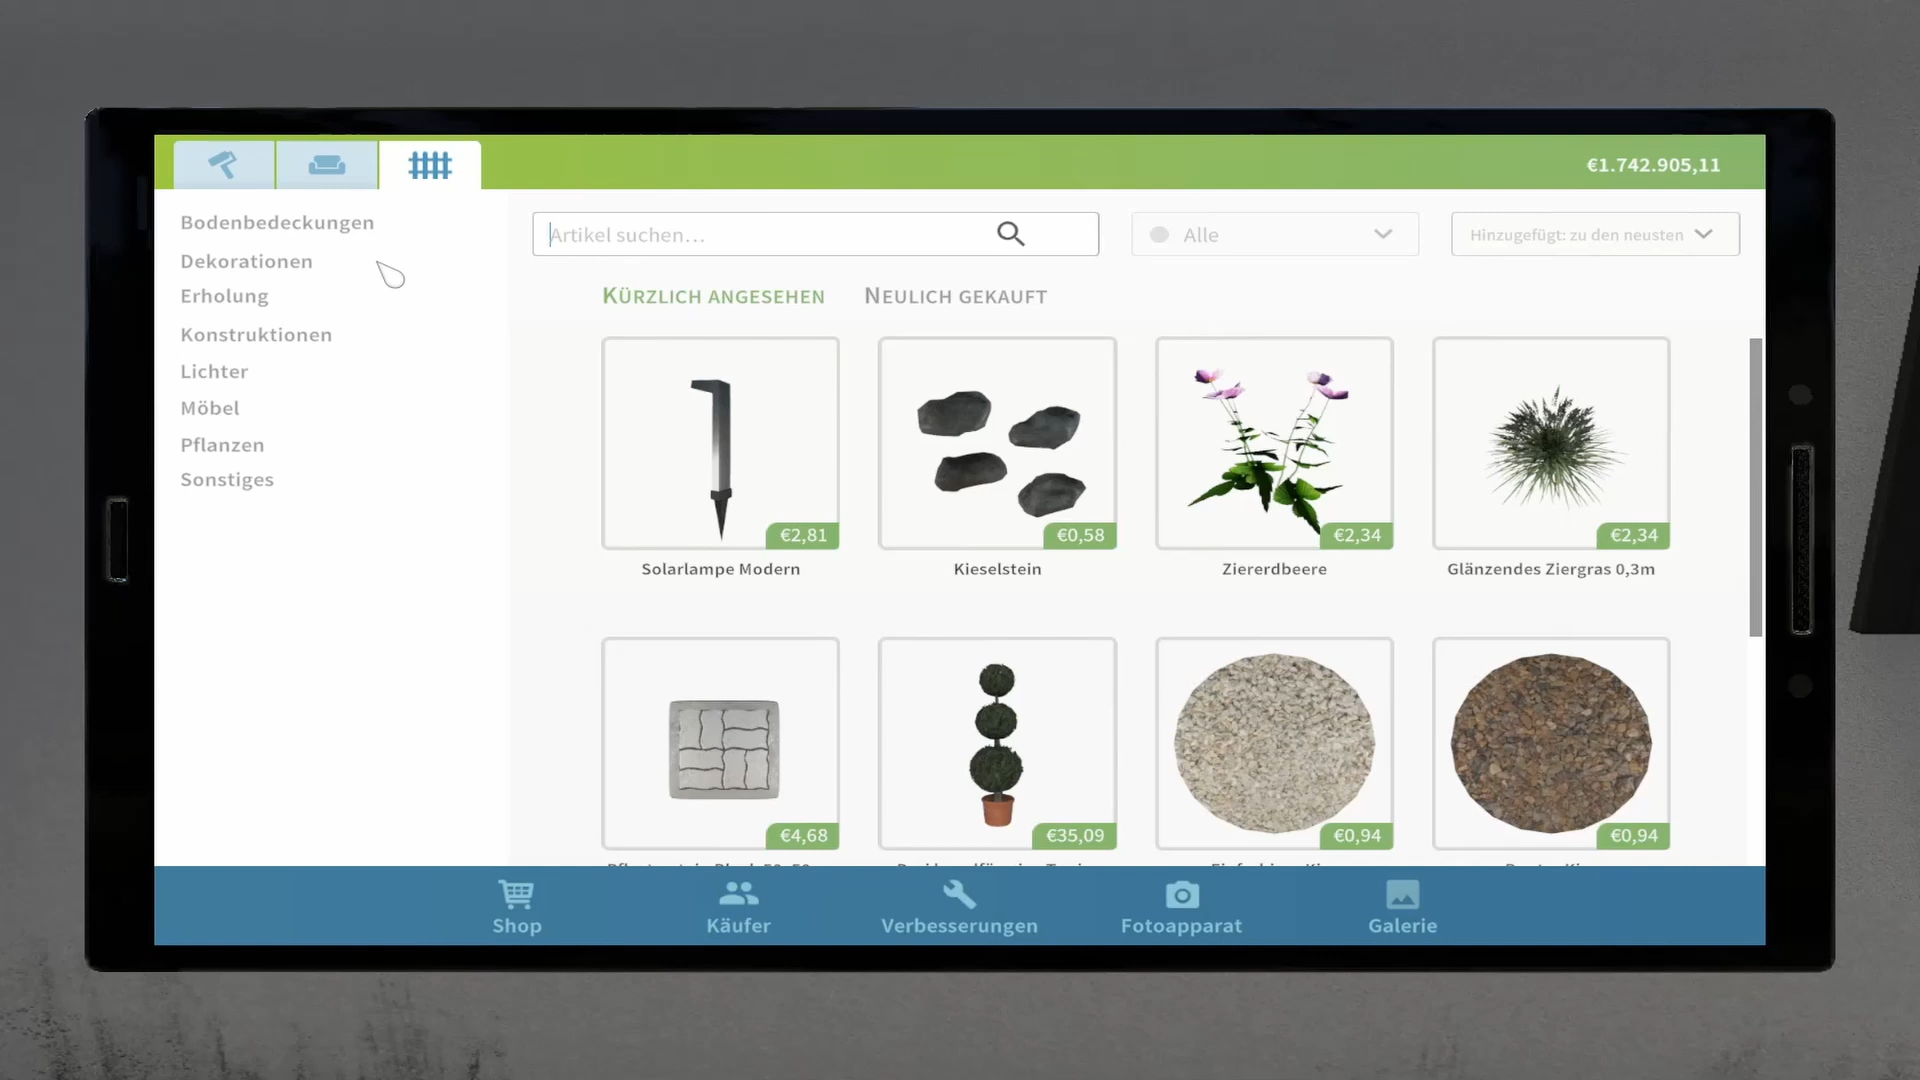 €1.742.905,11
Bodenbedeckungen
Dekorationen
Erholung
Konstruktionen
Lichter
Möbel
Pflanzen
Sonstiges
Artikel suchen...
Alle
Hinzugefügt: zu den neusten
KÜRZLICH ANGESEHEN
NEULICH GEKAUFT
€2,81
€0,58
€2,34
€2,34
Solarlampe Modern
Kieselstein
Ziererdbeere
Glänzendes Ziergras 0,3m
€4,68
€35,09
€0,94
€0,94
Shop
Käufer
Verbesserungen
Fotoapparat
Galerie